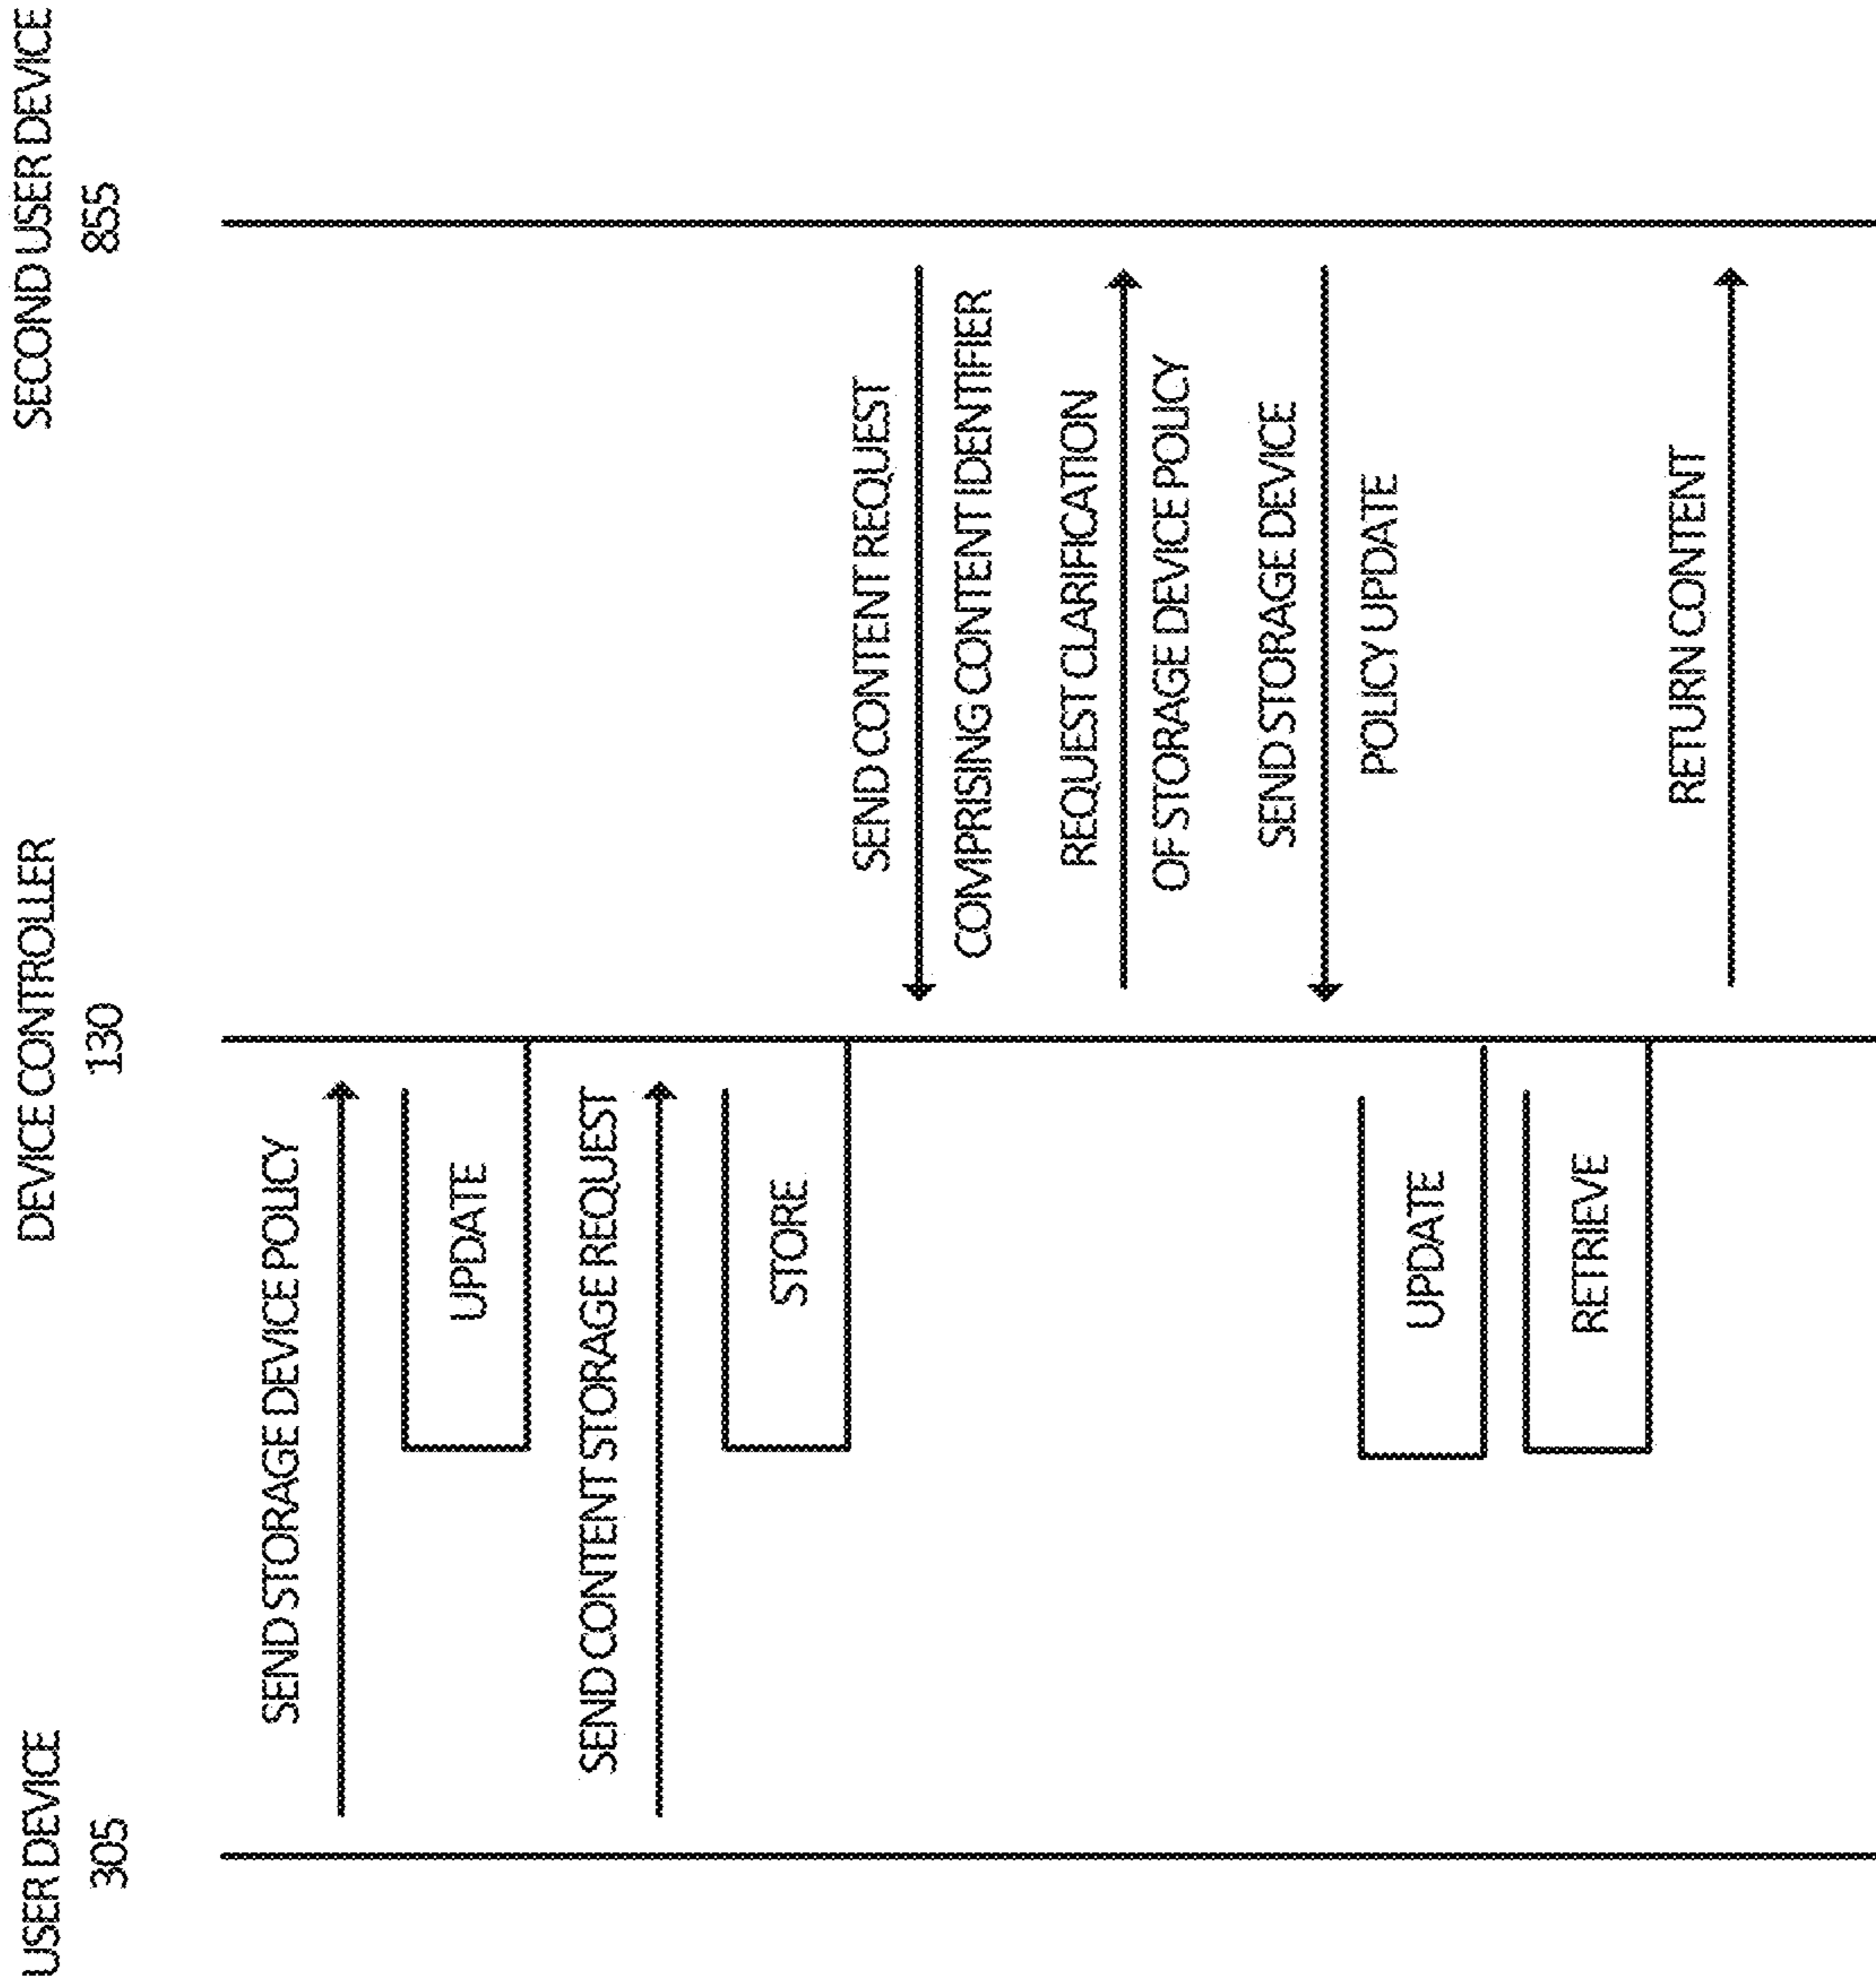 USER DEVICE
305
DEVICE CONTROLLER
130
SECOND USER DEVICE
855
SEND STORAGE DEVICE POLICY
UPDATE
SEND CONTENT STORAGE REQUEST
STORE
SEND CONTENT REQUEST
COMPRISING CONTENT IDENTIFIER
REQUEST CLARIFICATION
OF STORAGE DEVICE POLICY
SEND STORAGE DEVICE
POLICY UPDATE
UPDATE
RETRIEVE
RETURN CONTENT